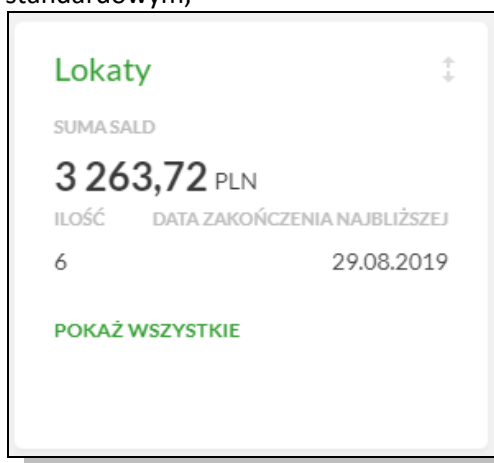 standardowym,
Lokaty
SUMA SALD
3 263,72 PLN
ILOŚĆ DATA ZAKOŃCZENIA NAJBLIŻSZEJ
6 29.08.2019
POKAŻ WSZYSTKIE